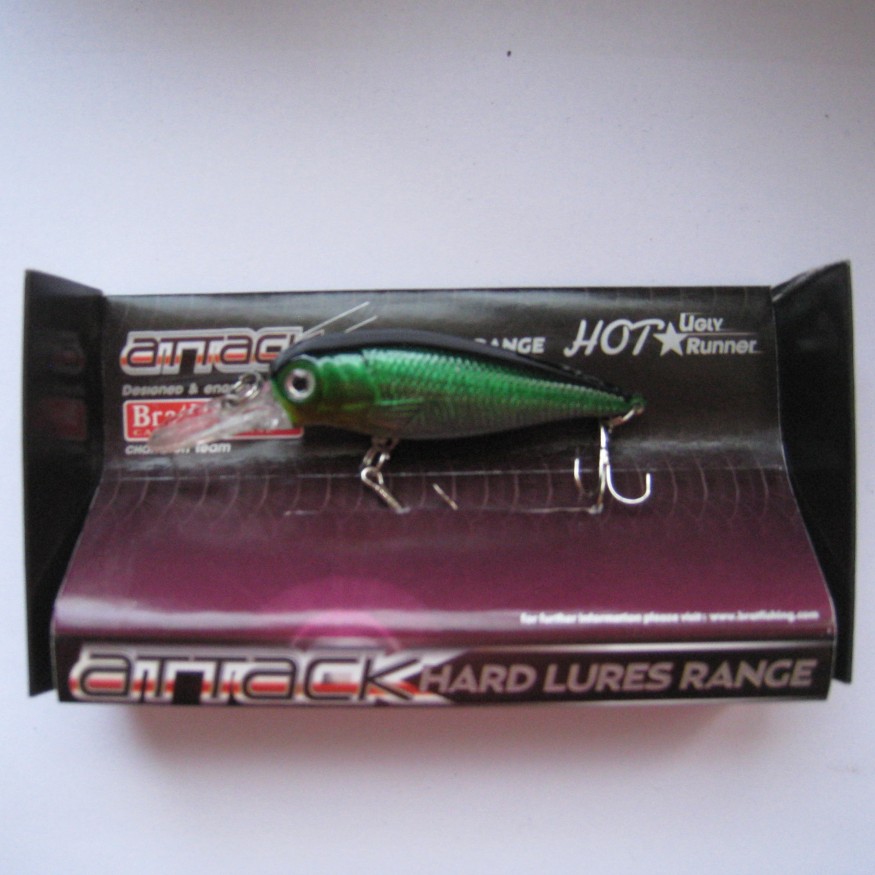 ATTACK RANGE HOT★UGLY Runner
Designed &
Bra
CHAMPION Team
for further information please visit: www.bratfishing.com
ATTACK HARD LURES RANGE